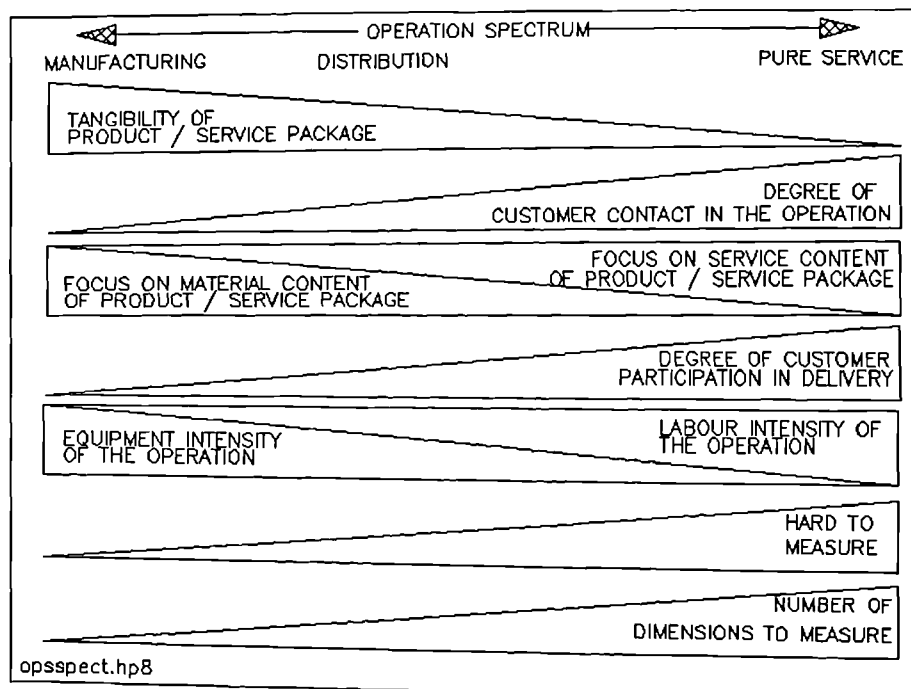 OPERATION SPECTRUM
MANUFACTURING DISTRIBUTION PURE SERVICE
TANGIBILITY OF
PRODUCT / SERVICE PACKAGE
DEGREE OF
CUSTOMER CONTACT IN THE OPERATION
FOCUS ON MATERIAL CONTENT
OF PRODUCT / SERVICE PACKAGE
FOCUS ON SERVICE CONTENT
OF PRODUCT / SERVICE PACKAGE
DEGREE OF CUSTOMER
PARTICIPATION IN DELIVERY
EQUIPMENT INTENSITY
OF THE OPERATION
LABOUR INTENSITY OF
THE OPERATION
HARD TO
MEASURE
NUMBER OF
DIMENSIONS TO MEASURE
opsspect.hp8